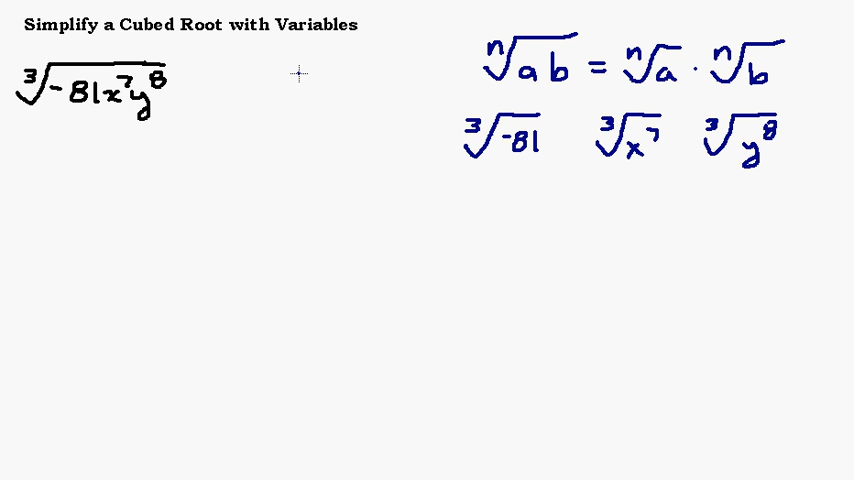 Simplify a Cubed Root with Variables
∛(-81x⁷y⁸)
ⁿ√(ab) = ⁿ√a · ⁿ√b
∛(-81) ∛(x⁷) ∛(y⁸)